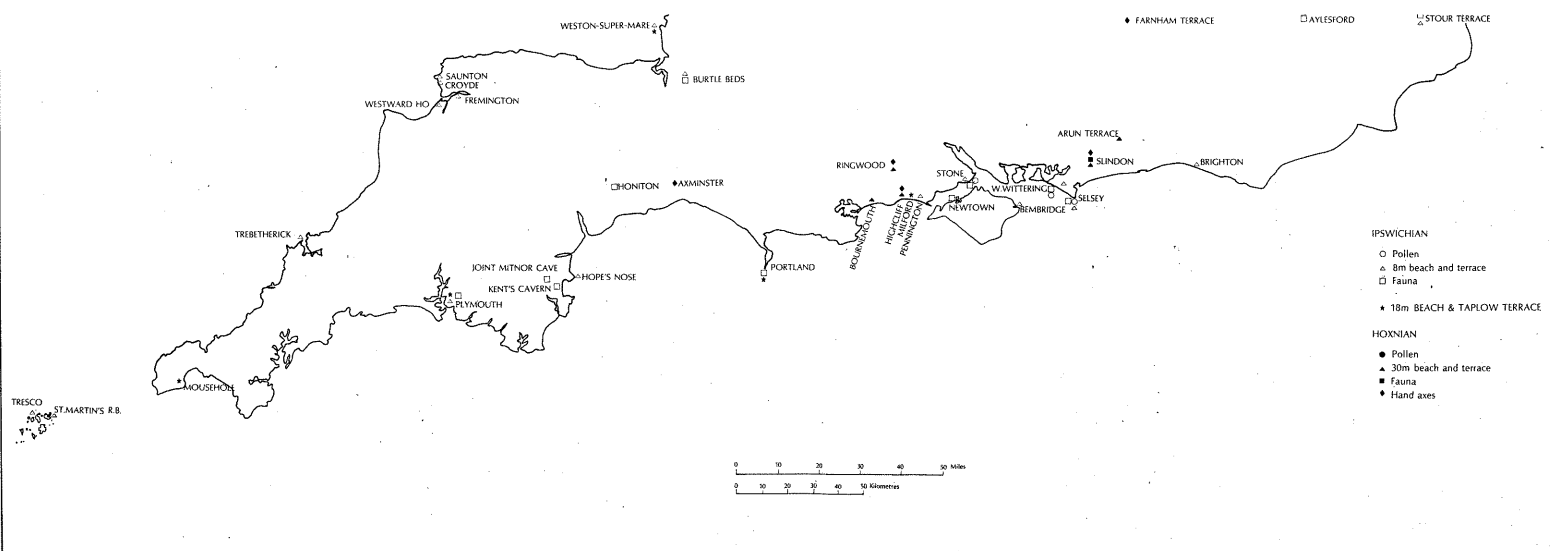 WESTON-SUPER-MARE
FARNHAM TERRACE
AYLESFORD
STOUR TERRACE
SAUNTON
CROYDE
BURTLE BEDS
WESTWARD HO
FREMINGTON
ARUN TERRACE
RINGWOOD
SLINDON
BRIGHTON
STONE
HONITON
AXMINSTER
W.WITTERING
SELSEY
NEWTOWN
BEMBRIDGE
BOURNEMOUTH
HIGHCLIFF
MILFORD
PENNINGTON
TREBETHERICK
JOINT MITNOR CAVE
HOPE'S NOSE
KENT'S CAVERN
PORTLAND
PLYMOUTH
MOUSEHOLE
TRESCO
ST.MARTIN'S R.B.
IPSWICHIAN
Pollen
8m beach and terrace
Fauna
18m BEACH & TAPLOW TERRACE
HOXNIAN
Pollen
30m beach and terrace
Fauna
Hand axes
0 10 20 30 40 50 Miles
0 10 20 30 40 50 Kilometres